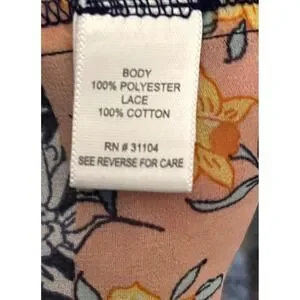 BODY
100% POLYESTER
LACE
100% COTTON
RN # 31104
SEE REVERSE FOR CARE